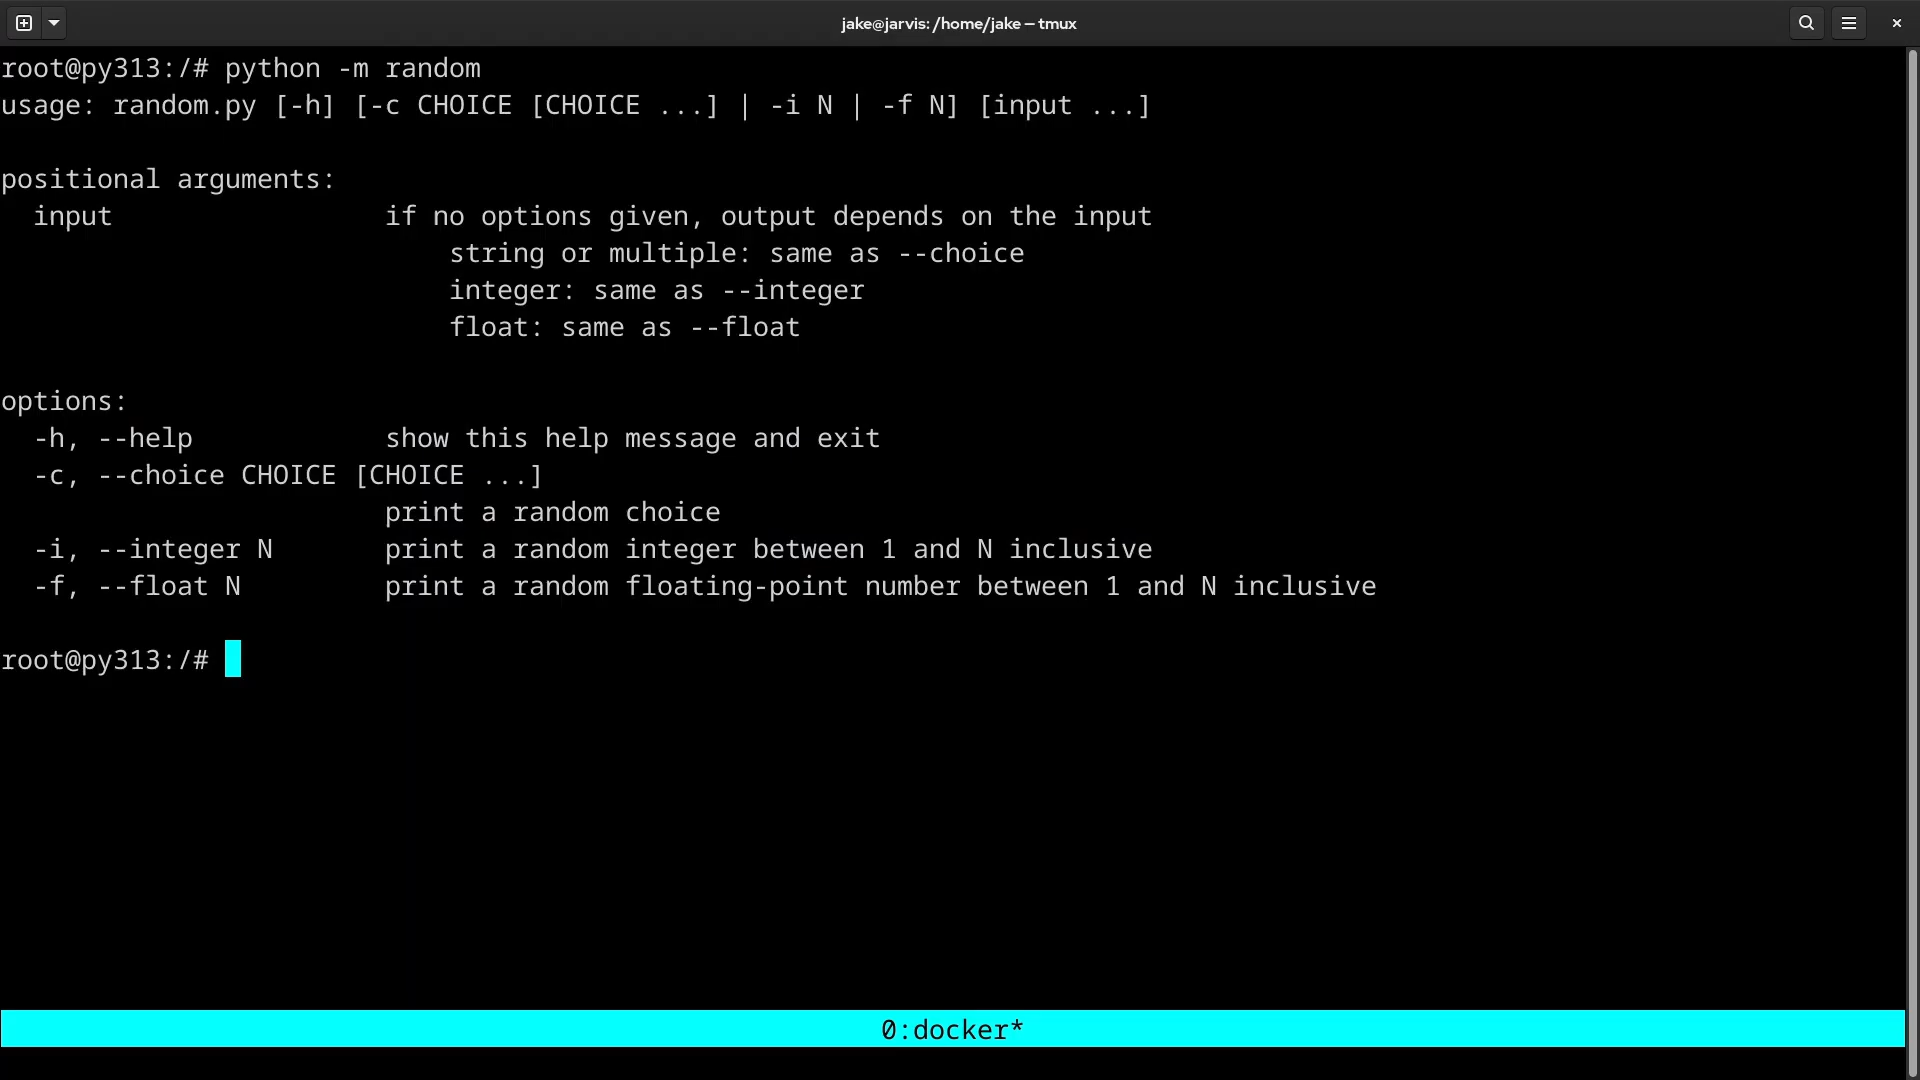 jake@jarvis: /home/jake — tmux
root@py313:/# python -m random
usage: random.py [-h] [-c CHOICE [CHOICE ...] | -i N | -f N] [input ...]
positional arguments:
  input                 if no options given, output depends on the input
                            string or multiple: same as --choice
                            integer: same as --integer
                            float: same as --float
options:
  -h, --help            show this help message and exit
  -c, --choice CHOICE [CHOICE ...]
                        print a random choice
  -i, --integer N       print a random integer between 1 and N inclusive
  -f, --float N         print a random floating-point number between 1 and N inclusive
root@py313:/#
0:docker*